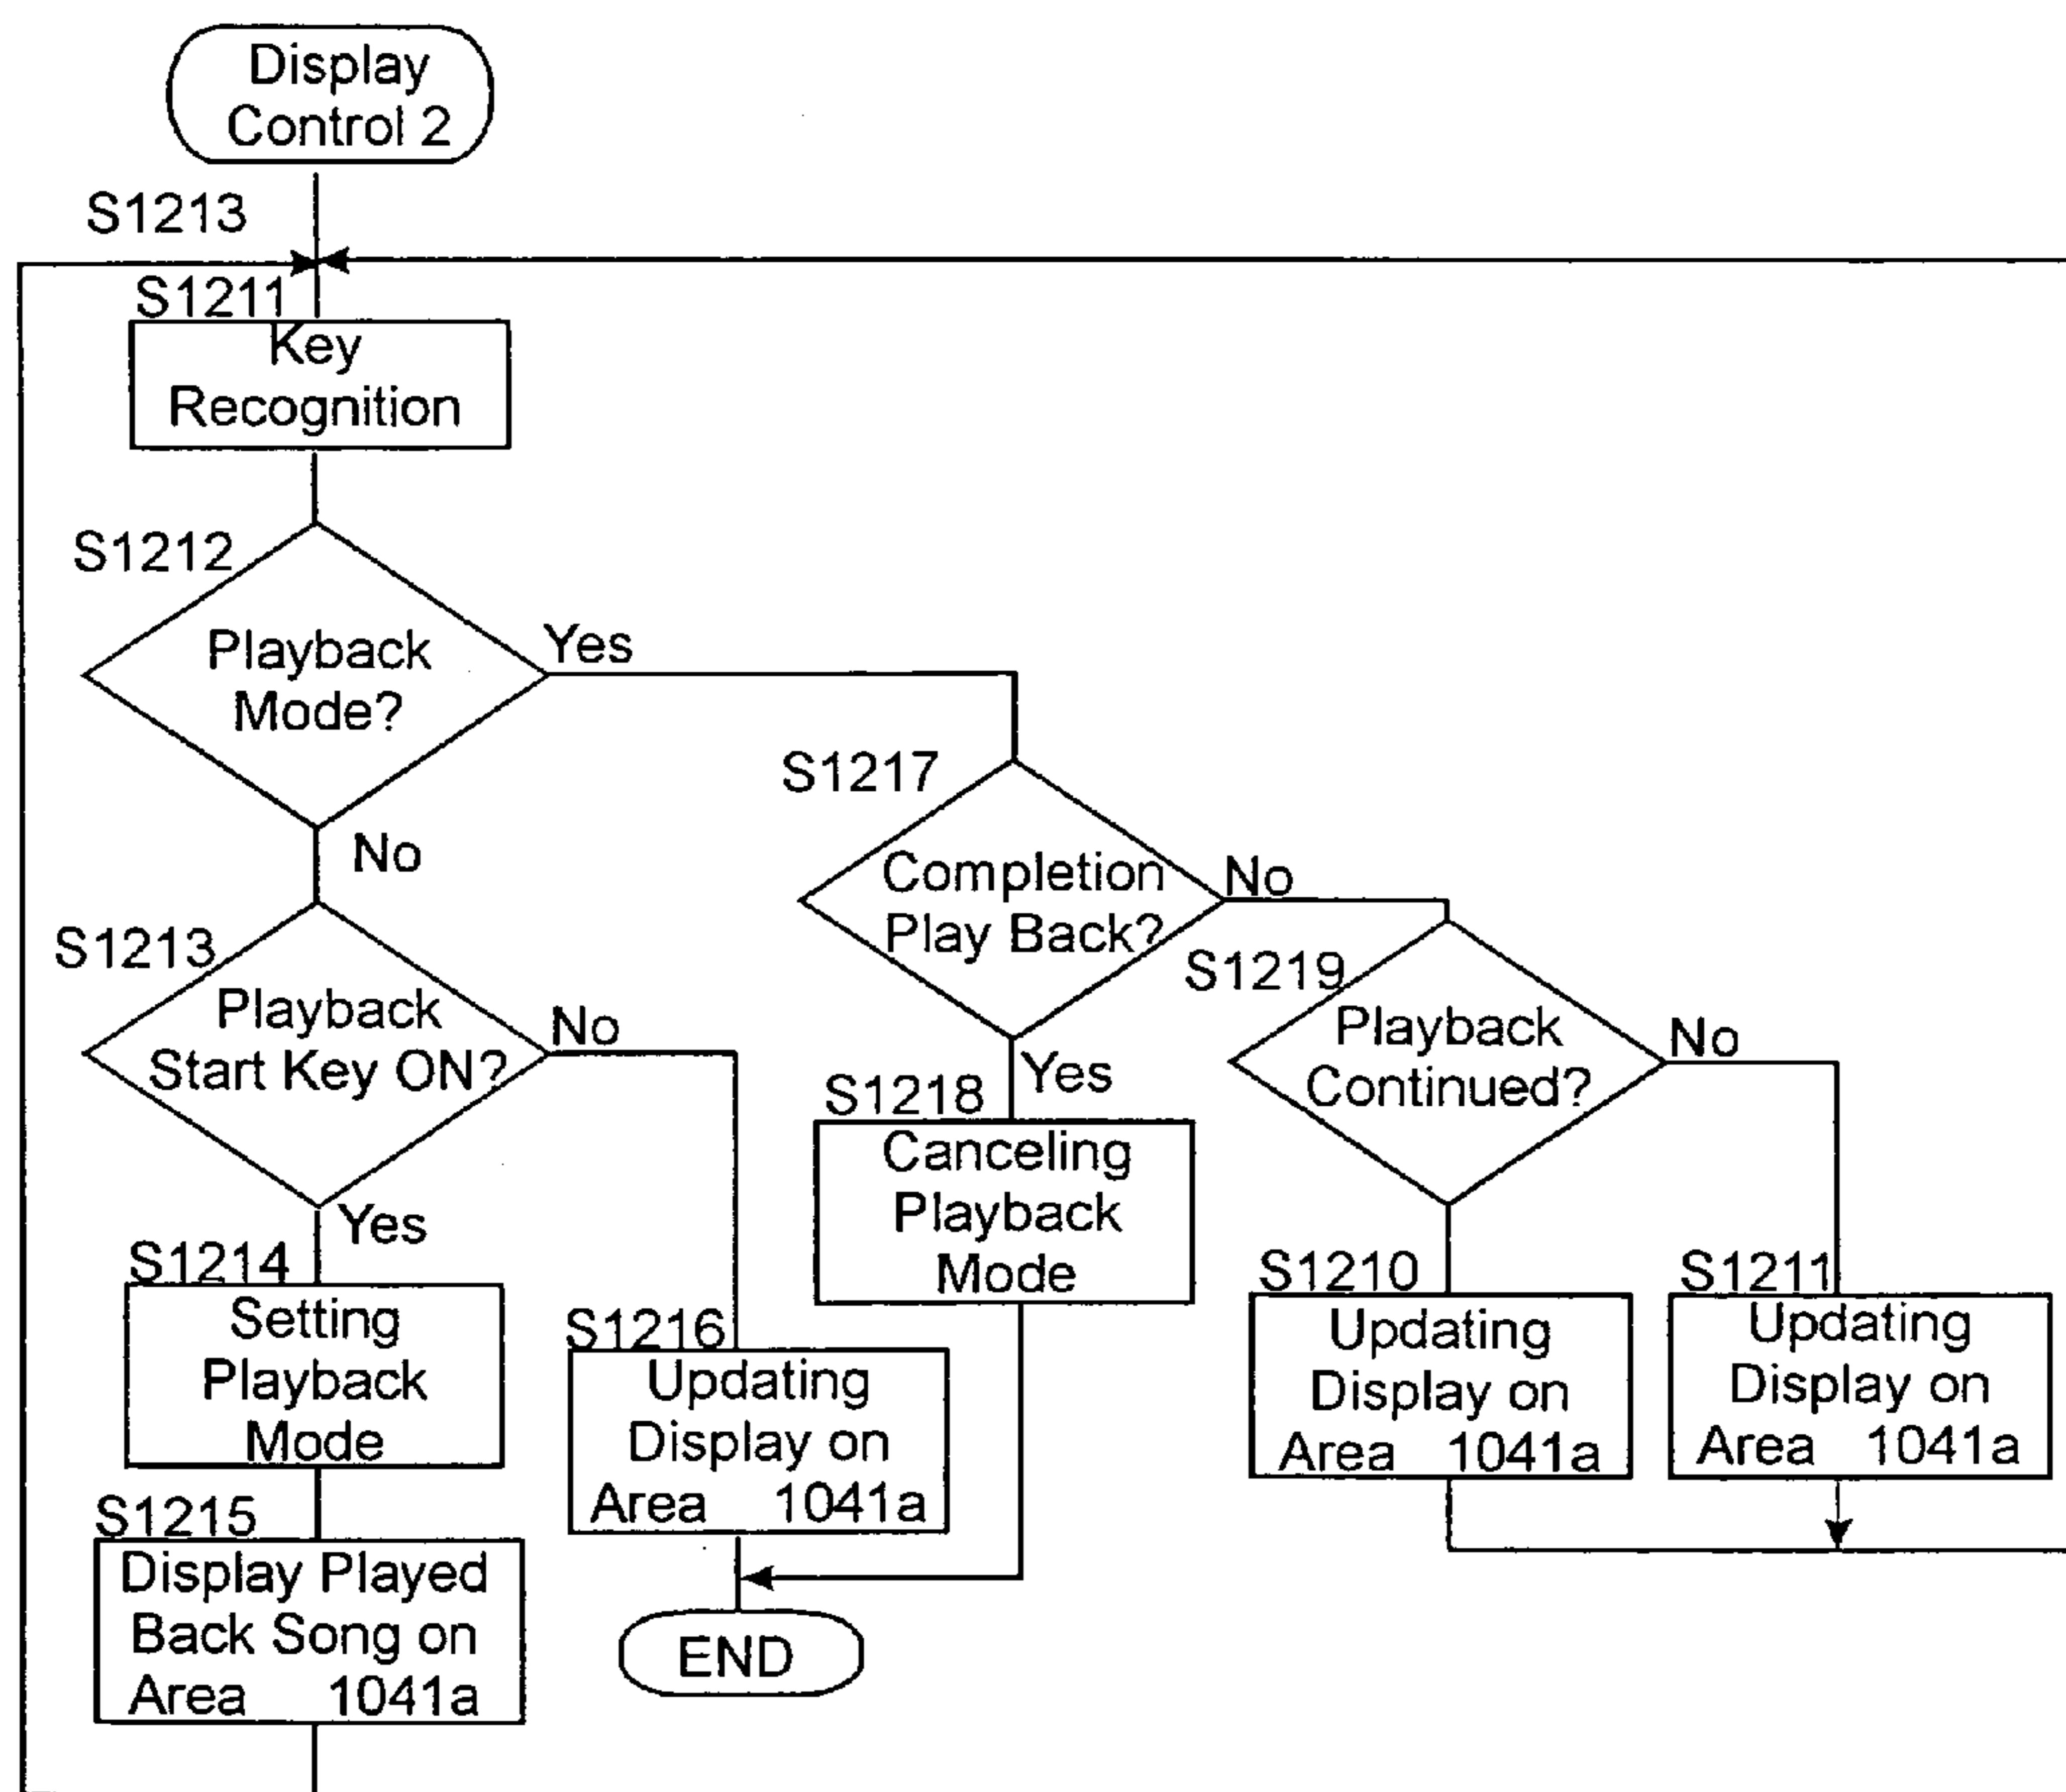 Display
Control 2
S1213
S1211
Key
Recognition
S1212
Playback
Mode?
Yes
No
S1213
Playback
Start Key ON?
No
Yes
S1214
Setting
Playback
Mode
S1215
Display Played
Back Song on
Area 1041a
S1216
Updating
Display on
Area 1041a
END
S1217
Completion
Play Back?
No
Yes
S1218
Canceling
Playback
Mode
S1219
Playback
Continued?
No
S1210
Updating
Display on
Area 1041a
S1211
Updating
Display on
Area 1041a